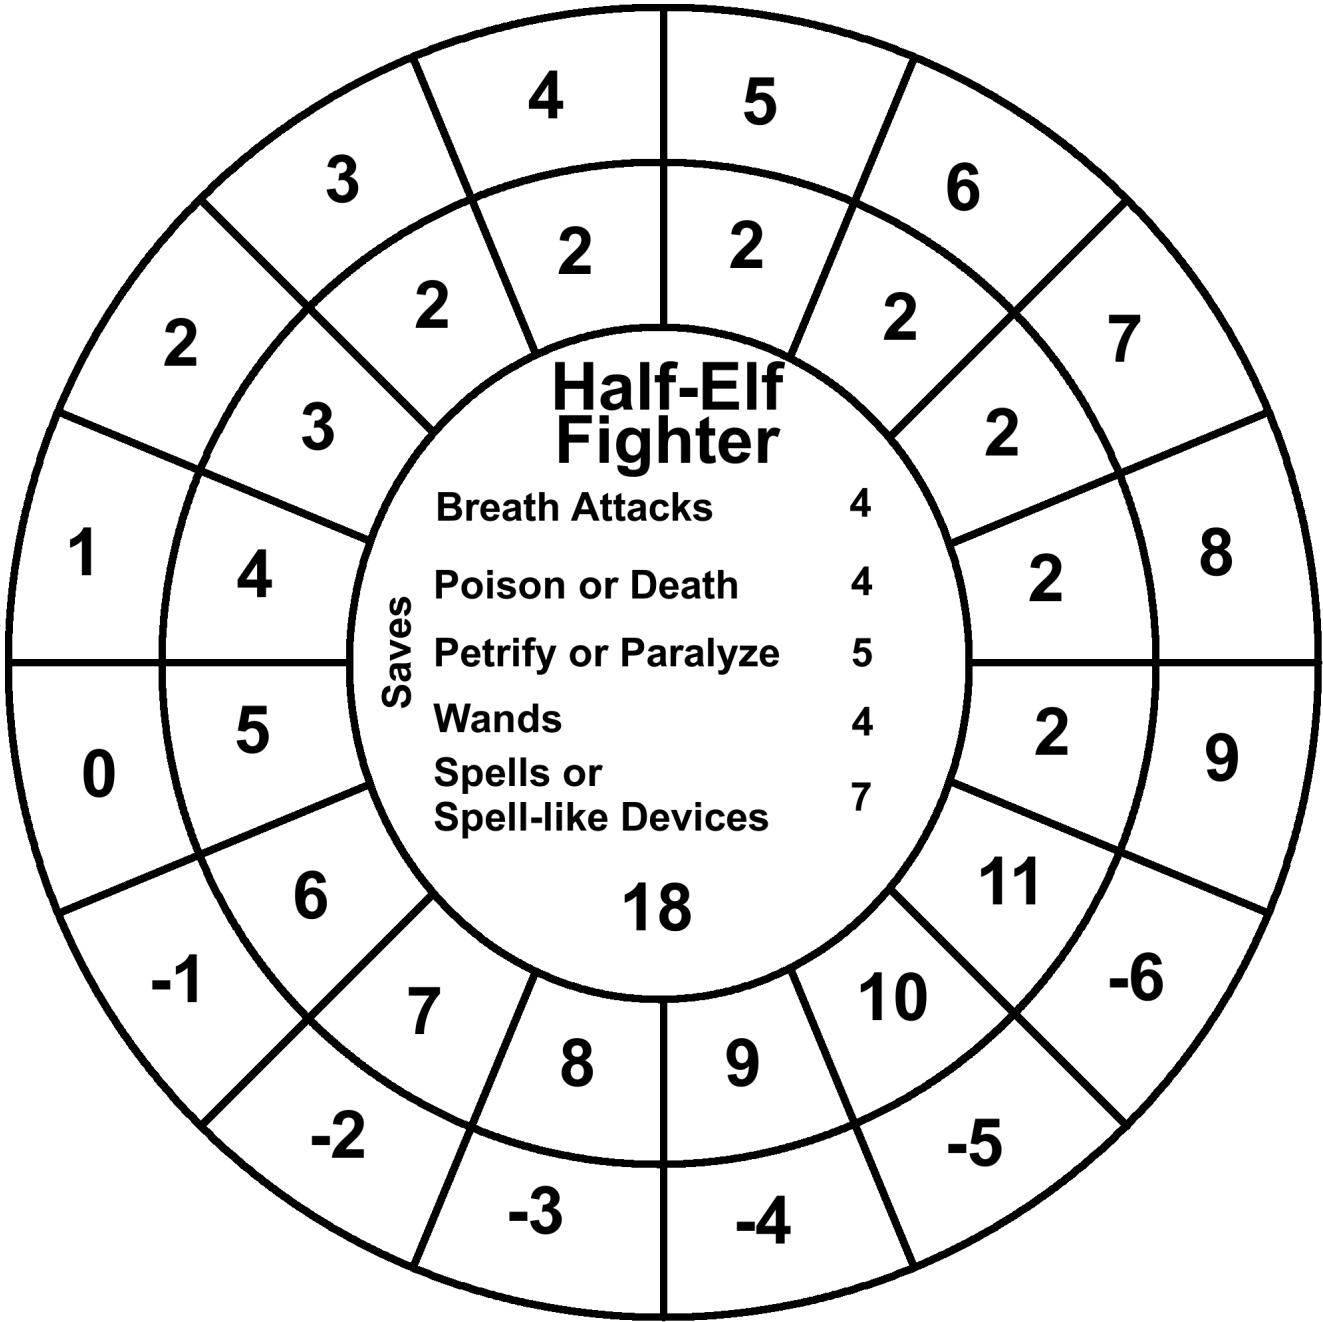 4 5
3 6
2 2
2 2
2 7
3 2
1 8
4 2
Half-Elf
Fighter
Breath Attacks 4
Poison or Death 4
Saves
Petrify or Paralyze 5
Wands 4
Spells or
Spell-like Devices 7
5 2
0 9
6 11
18
-1 -6
7 10
8 9
-2 -5
-3 -4